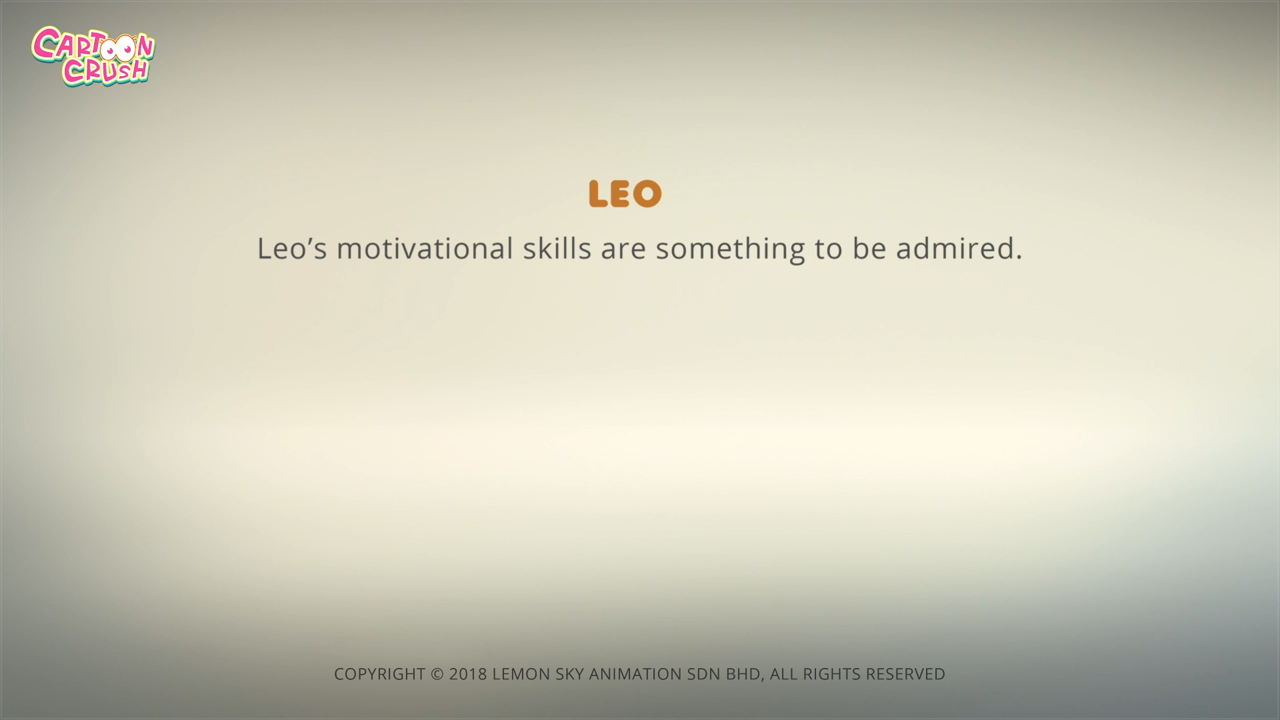 CARTOON
CRUSH
LEO
Leo’s motivational skills are something to be admired.
COPYRIGHT © 2018 LEMON SKY ANIMATION SDN BHD, ALL RIGHTS RESERVED